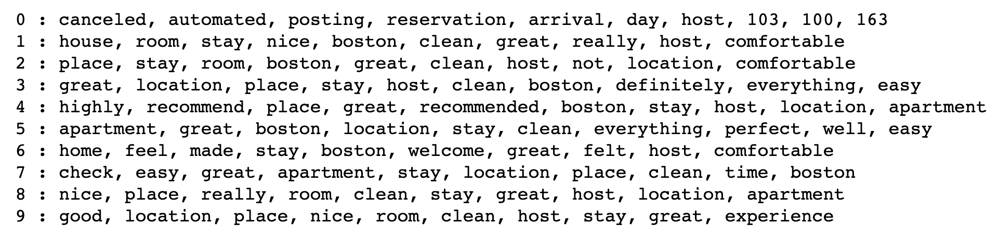 0 : canceled, automated, posting, reservation, arrival, day, host, 103, 100, 163
1 : house, room, stay, nice, boston, clean, great, really, host, comfortable
2 : place, stay, room, boston, great, clean, host, not, location, comfortable
3 : great, location, place, stay, host, clean, boston, definitely, everything, easy
4 : highly, recommend, place, great, recommended, boston, stay, host, location, apartment
5 : apartment, great, boston, location, stay, clean, everything, perfect, well, easy
6 : home, feel, made, stay, boston, welcome, great, felt, host, comfortable
7 : check, easy, great, apartment, stay, location, place, clean, time, boston
8 : nice, place, really, room, clean, stay, great, host, location, apartment
9 : good, location, place, nice, room, clean, host, stay, great, experience